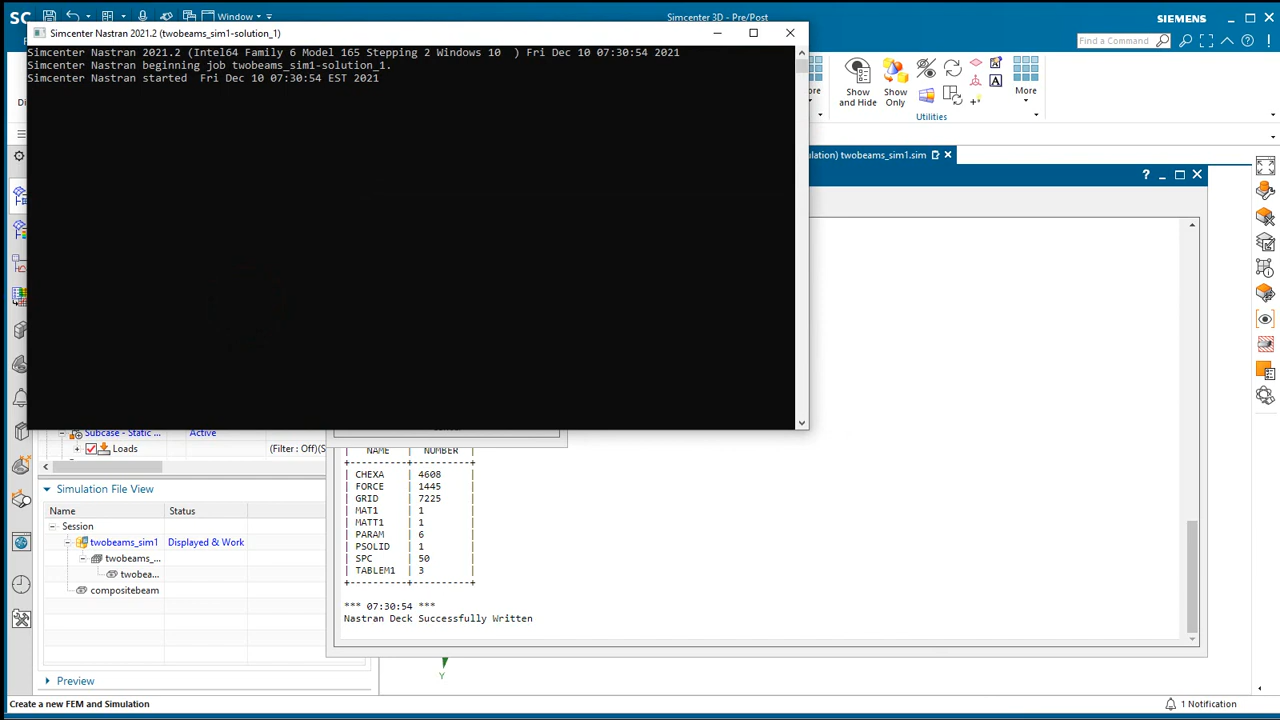 SC
Window
Simcenter 3D - Pre/Post
SIEMENS
Simcenter Nastran 2021.2 (twobeams_sim1-solution_1)
Find a Command
Simcenter Nastran 2021.2 (Intel64 Family 6 Model 165 Stepping 2 Windows 10  ) Fri Dec 10 07:30:54 2021
Simcenter Nastran beginning job twobeams_sim1-solution_1.
Simcenter Nastran started  Fri Dec 10 07:30:54 EST 2021
Show and Hide
Show Only
More
Utilities
ulation) twobeams_sim1.sim
Subcase - Static ...
Active
Loads
(Filter : Off)(S
Simulation File View
Name
Status
Session
twobeams_sim1
Displayed & Work
twobeams_...
twobea...
compositebeam
Preview
| NAME | NUMBER |
+----------+----------+
| CHEXA | 4608 |
| FORCE | 1445 |
| GRID | 7225 |
| MAT1 | 1 |
| MATT1 | 1 |
| PARAM | 6 |
| PSOLID | 1 |
| SPC | 50 |
| TABLEM1 | 3 |
+----------+----------+
*** 07:30:54 ***
Nastran Deck Successfully Written
Y
Create a new FEM and Simulation
1 Notification